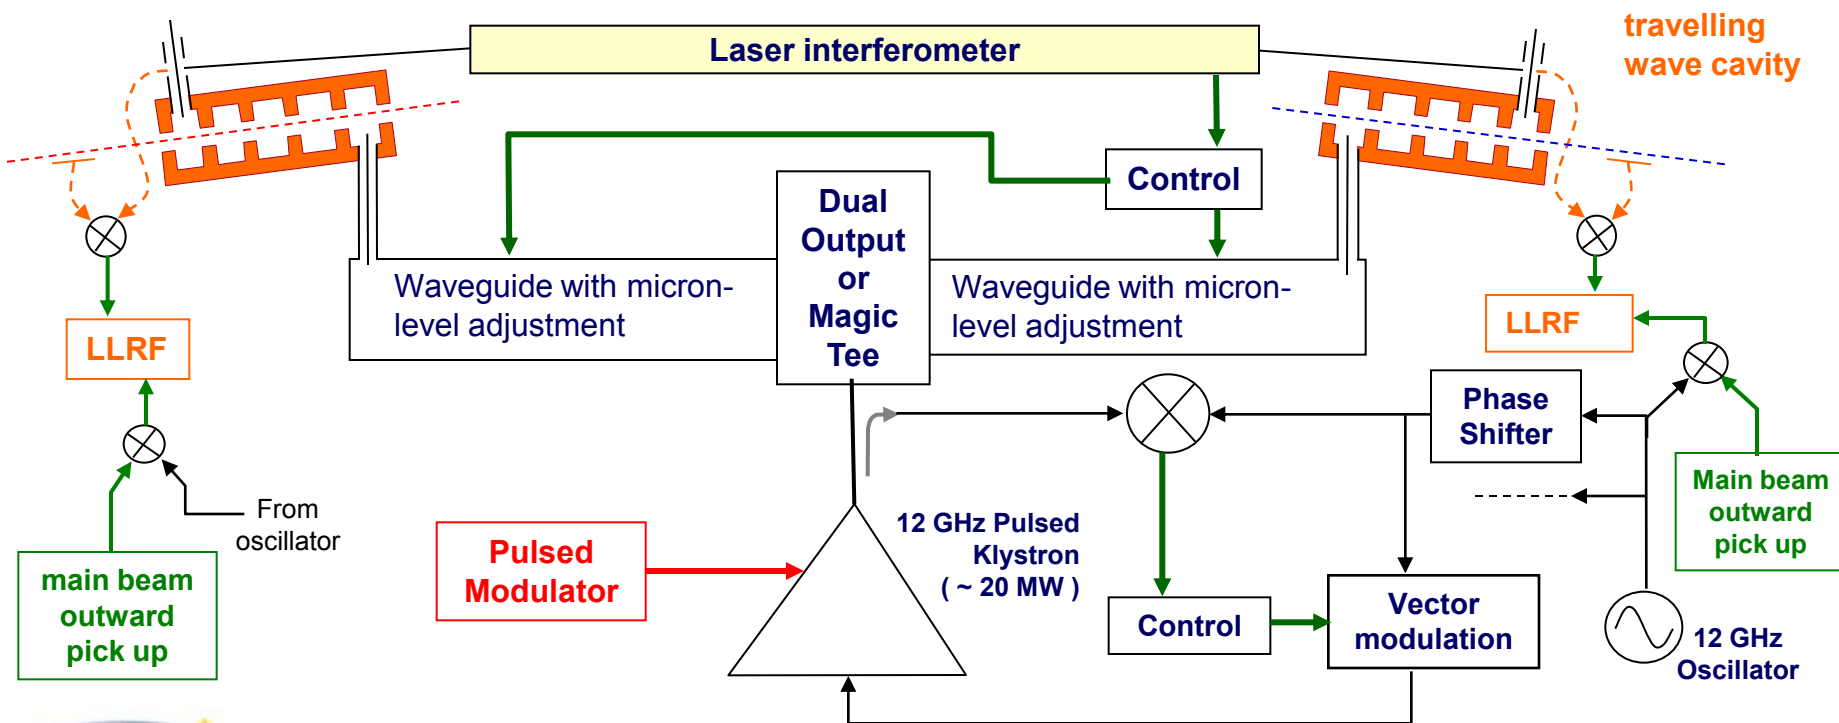 travelling
wave cavity
Laser interferometer
Control
Dual
Output
or
Magic
Tee
Waveguide with micron-
level adjustment
Waveguide with micron-
level adjustment
LLRF
LLRF
Phase
Shifter
From
oscillator
12 GHz Pulsed
Klystron
( ~ 20 MW )
Pulsed
Modulator
main beam
outward
pick up
Main beam
outward
pick up
Control
Vector
modulation
12 GHz
Oscillator